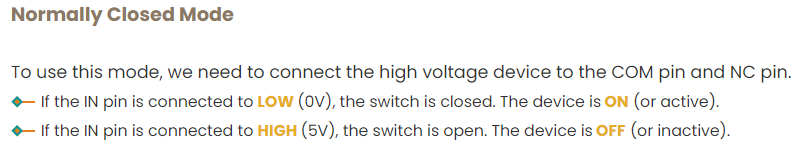 Normally Closed Mode
To use this mode, we need to connect the high voltage device to the COM pin and NC pin.
If the IN pin is connected to LOW (0V), the switch is closed. The device is ON (or active).
If the IN pin is connected to HIGH (5V), the switch is open. The device is OFF (or inactive).